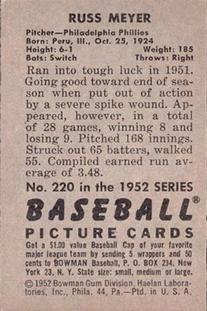 RUSS MEYER
Pitcher—Philadelphia Phillies
Born: Peru, Ill., Oct. 25, 1924
Height: 6-1 Weight: 185
Bats: Switch Throws: Right
Ran into tough luck in 1951.
Going good toward end of sea-
son when put out of action
by a severe spike wound. Ap-
peared, however, in a total
of 28 games, winning 8 and
losing 9. Pitched 168 innings.
Struck out 65 batters, walked
55. Compiled earned run av-
erage of 3.48.
No. 220 in the 1952 SERIES
BASEBALL®
PICTURE CARDS
Get a $1.00 value Baseball Cap of your favorite
major league team by sending 5 wrappers and 50
cents to BOWMAN Baseball, P. O. BOX 234, New
York 23, N. Y. State size: small, medium or large.
©1952 Bowman Gum Division, Haelan Labora-
tories, Inc., Phila. 44, Pa.—Ptd. in U. S. A.